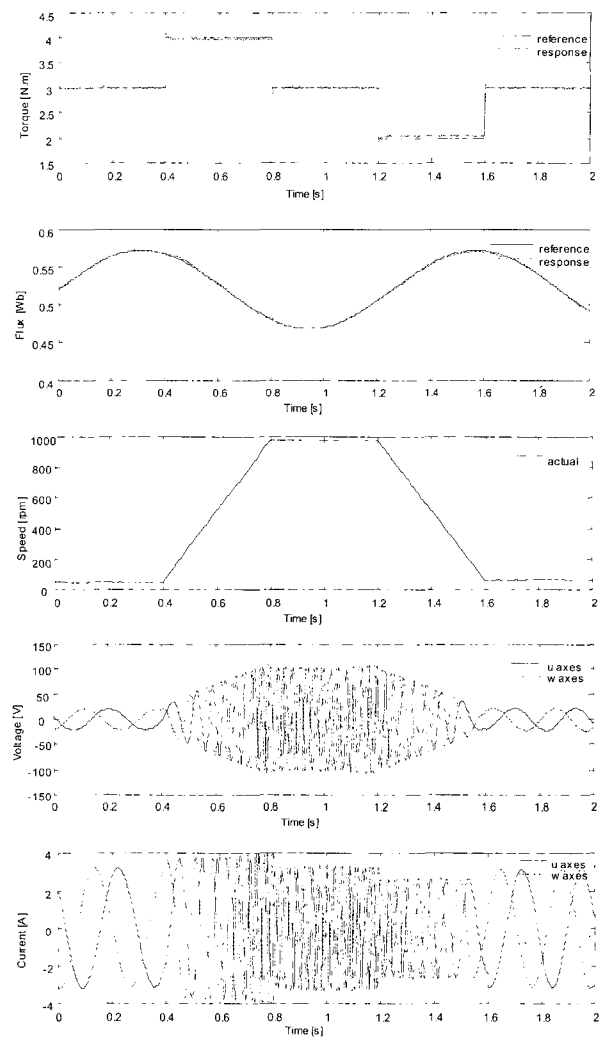 4.5
4
3.5
3
2.5
2
1.5
Torque [N.m]
reference
response
0 0.2 0.4 0.6 0.8 1 1.2 1.4 1.6 1.8 2
Time [s]
0.6
0.55
0.5
0.45
0.4
Flux [Wb]
reference
response
0 0.2 0.4 0.6 0.8 1 1.2 1.4 1.6 1.8 2
Time [s]
1000
800
600
400
200
0
Speed [rpm]
actual
0 0.2 0.4 0.6 0.8 1 1.2 1.4 1.6 1.8 2
Time [s]
150
100
50
0
-50
-100
-150
Voltage [V]
u axes
w axes
0 0.2 0.4 0.6 0.8 1 1.2 1.4 1.6 1.8 2
Time [s]
4
2
0
-2
-4
Current [A]
u axes
w axes
0 0.2 0.4 0.6 0.8 1 1.2 1.4 1.6 1.8 2
Time [s]